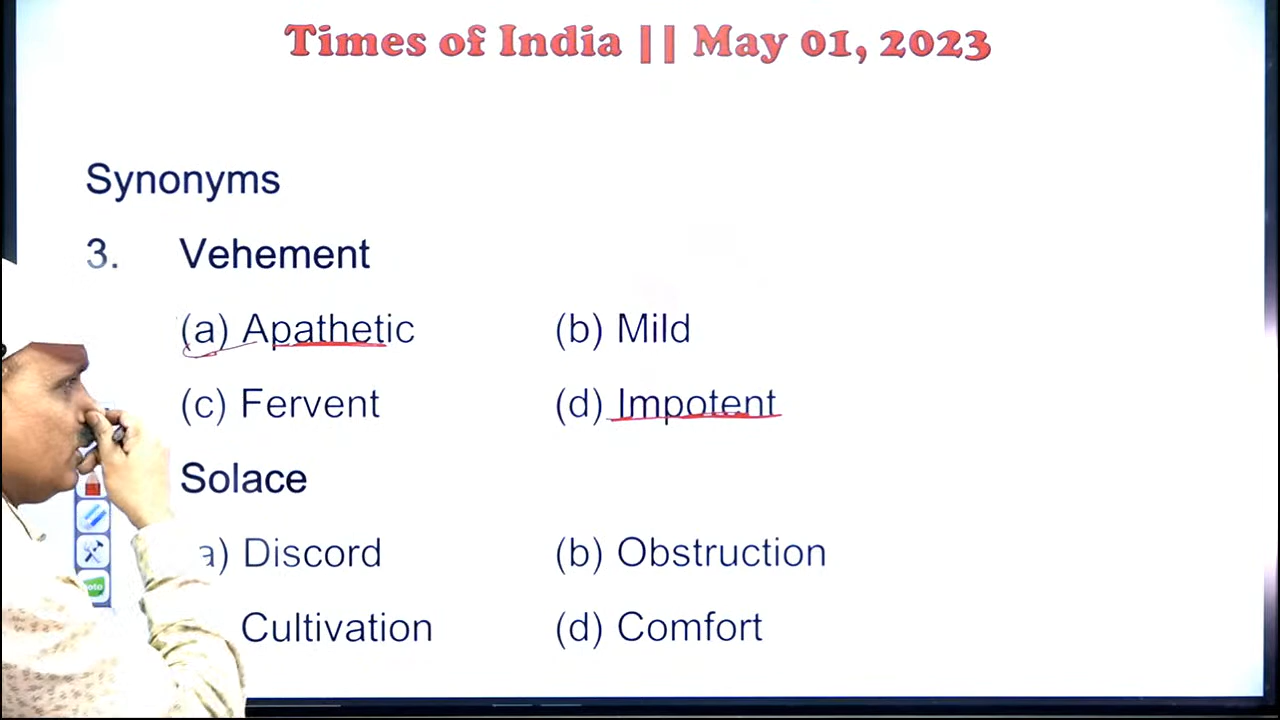 Times of India || May 01, 2023
Synonyms
3. Vehement
(a) Apathetic (b) Mild
(c) Fervent (d) Impotent
Solace
a) Discord (b) Obstruction
Cultivation (d) Comfort